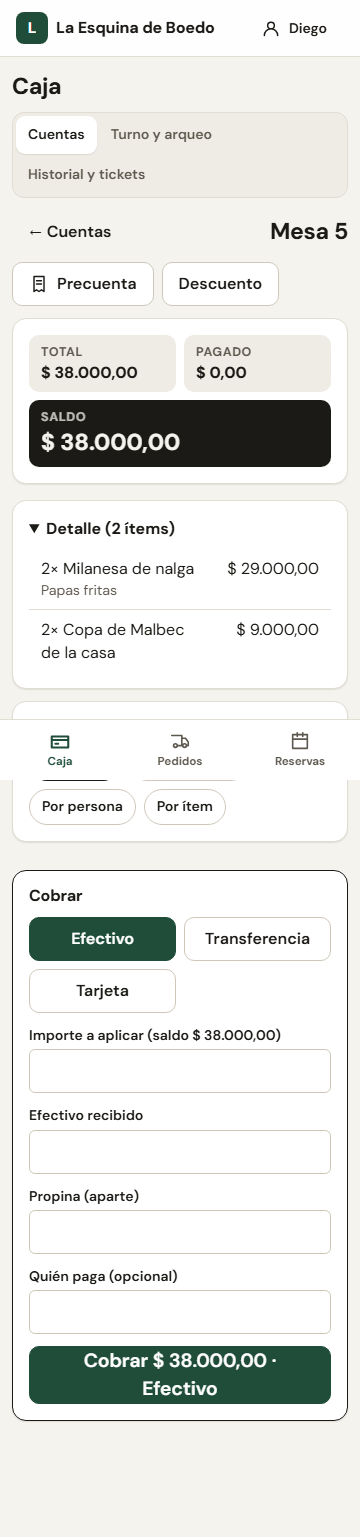 L La Esquina de Boedo
Diego
Caja
Cuentas
Turno y arqueo
Historial y tickets
← Cuentas
Mesa 5
Precuenta
Descuento
TOTAL
$ 38.000,00
PAGADO
$ 0,00
SALDO
$ 38.000,00
▼ Detalle (2 ítems)
2× Milanesa de nalga
$ 29.000,00
Papas fritas
2× Copa de Malbec
de la casa
$ 9.000,00
Caja
Pedidos
Reservas
Por persona
Por ítem
Cobrar
Efectivo
Transferencia
Tarjeta
Importe a aplicar (saldo $ 38.000,00)
Efectivo recibido
Propina (aparte)
Quién paga (opcional)
Cobrar $ 38.000,00 ·
Efectivo